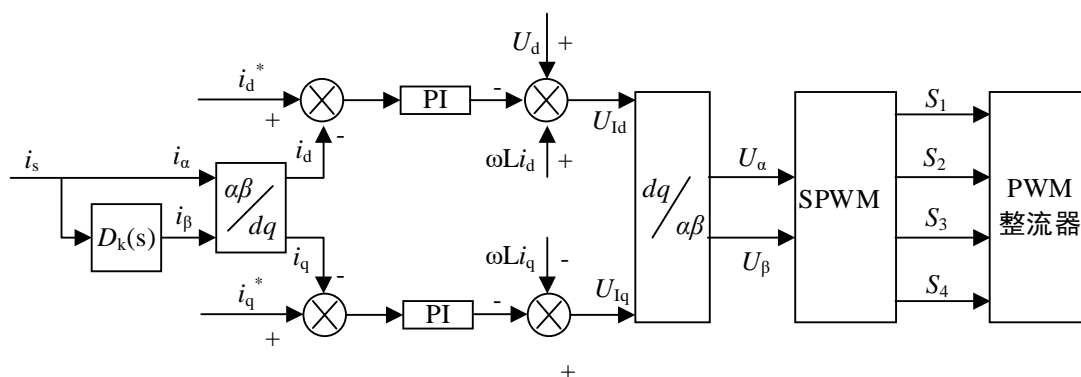 U_d +
i_d^* PI - S_1
+ - U_Id
i_s i_α i_d ωLi_d + U_α S_2
αβ/dq dq/αβ SPWM PWM
整流器
D_k(s) i_β i_q ωLi_q - U_β S_3
i_q^* - U_Iq S_4
+ PI -
+